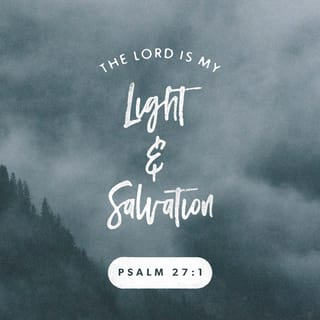 THE LORD IS MY
Light
&
Salvation
PSALM 27:1